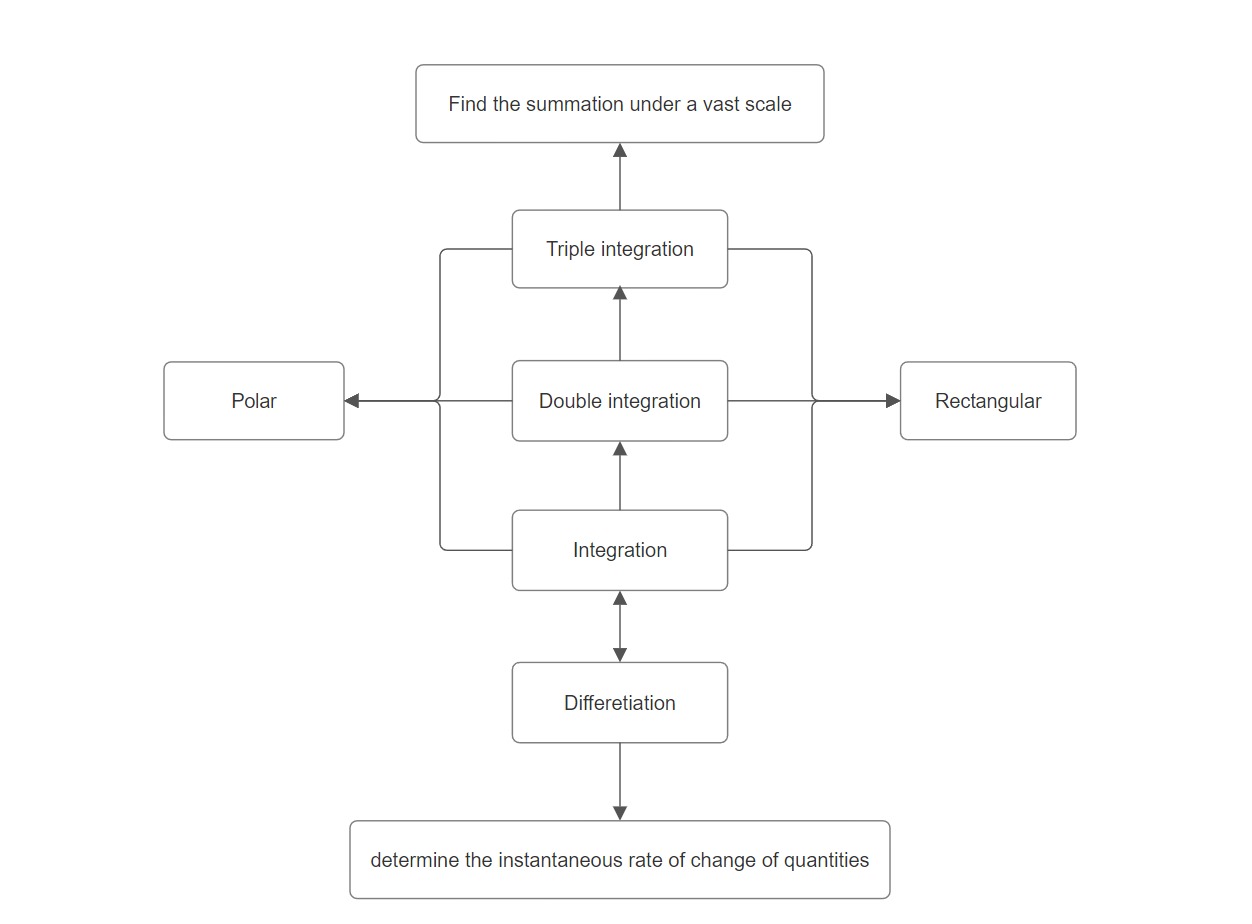 Find the summation under a vast scale
Triple integration
Polar
Double integration
Rectangular
Integration
Differetiation
determine the instantaneous rate of change of quantities